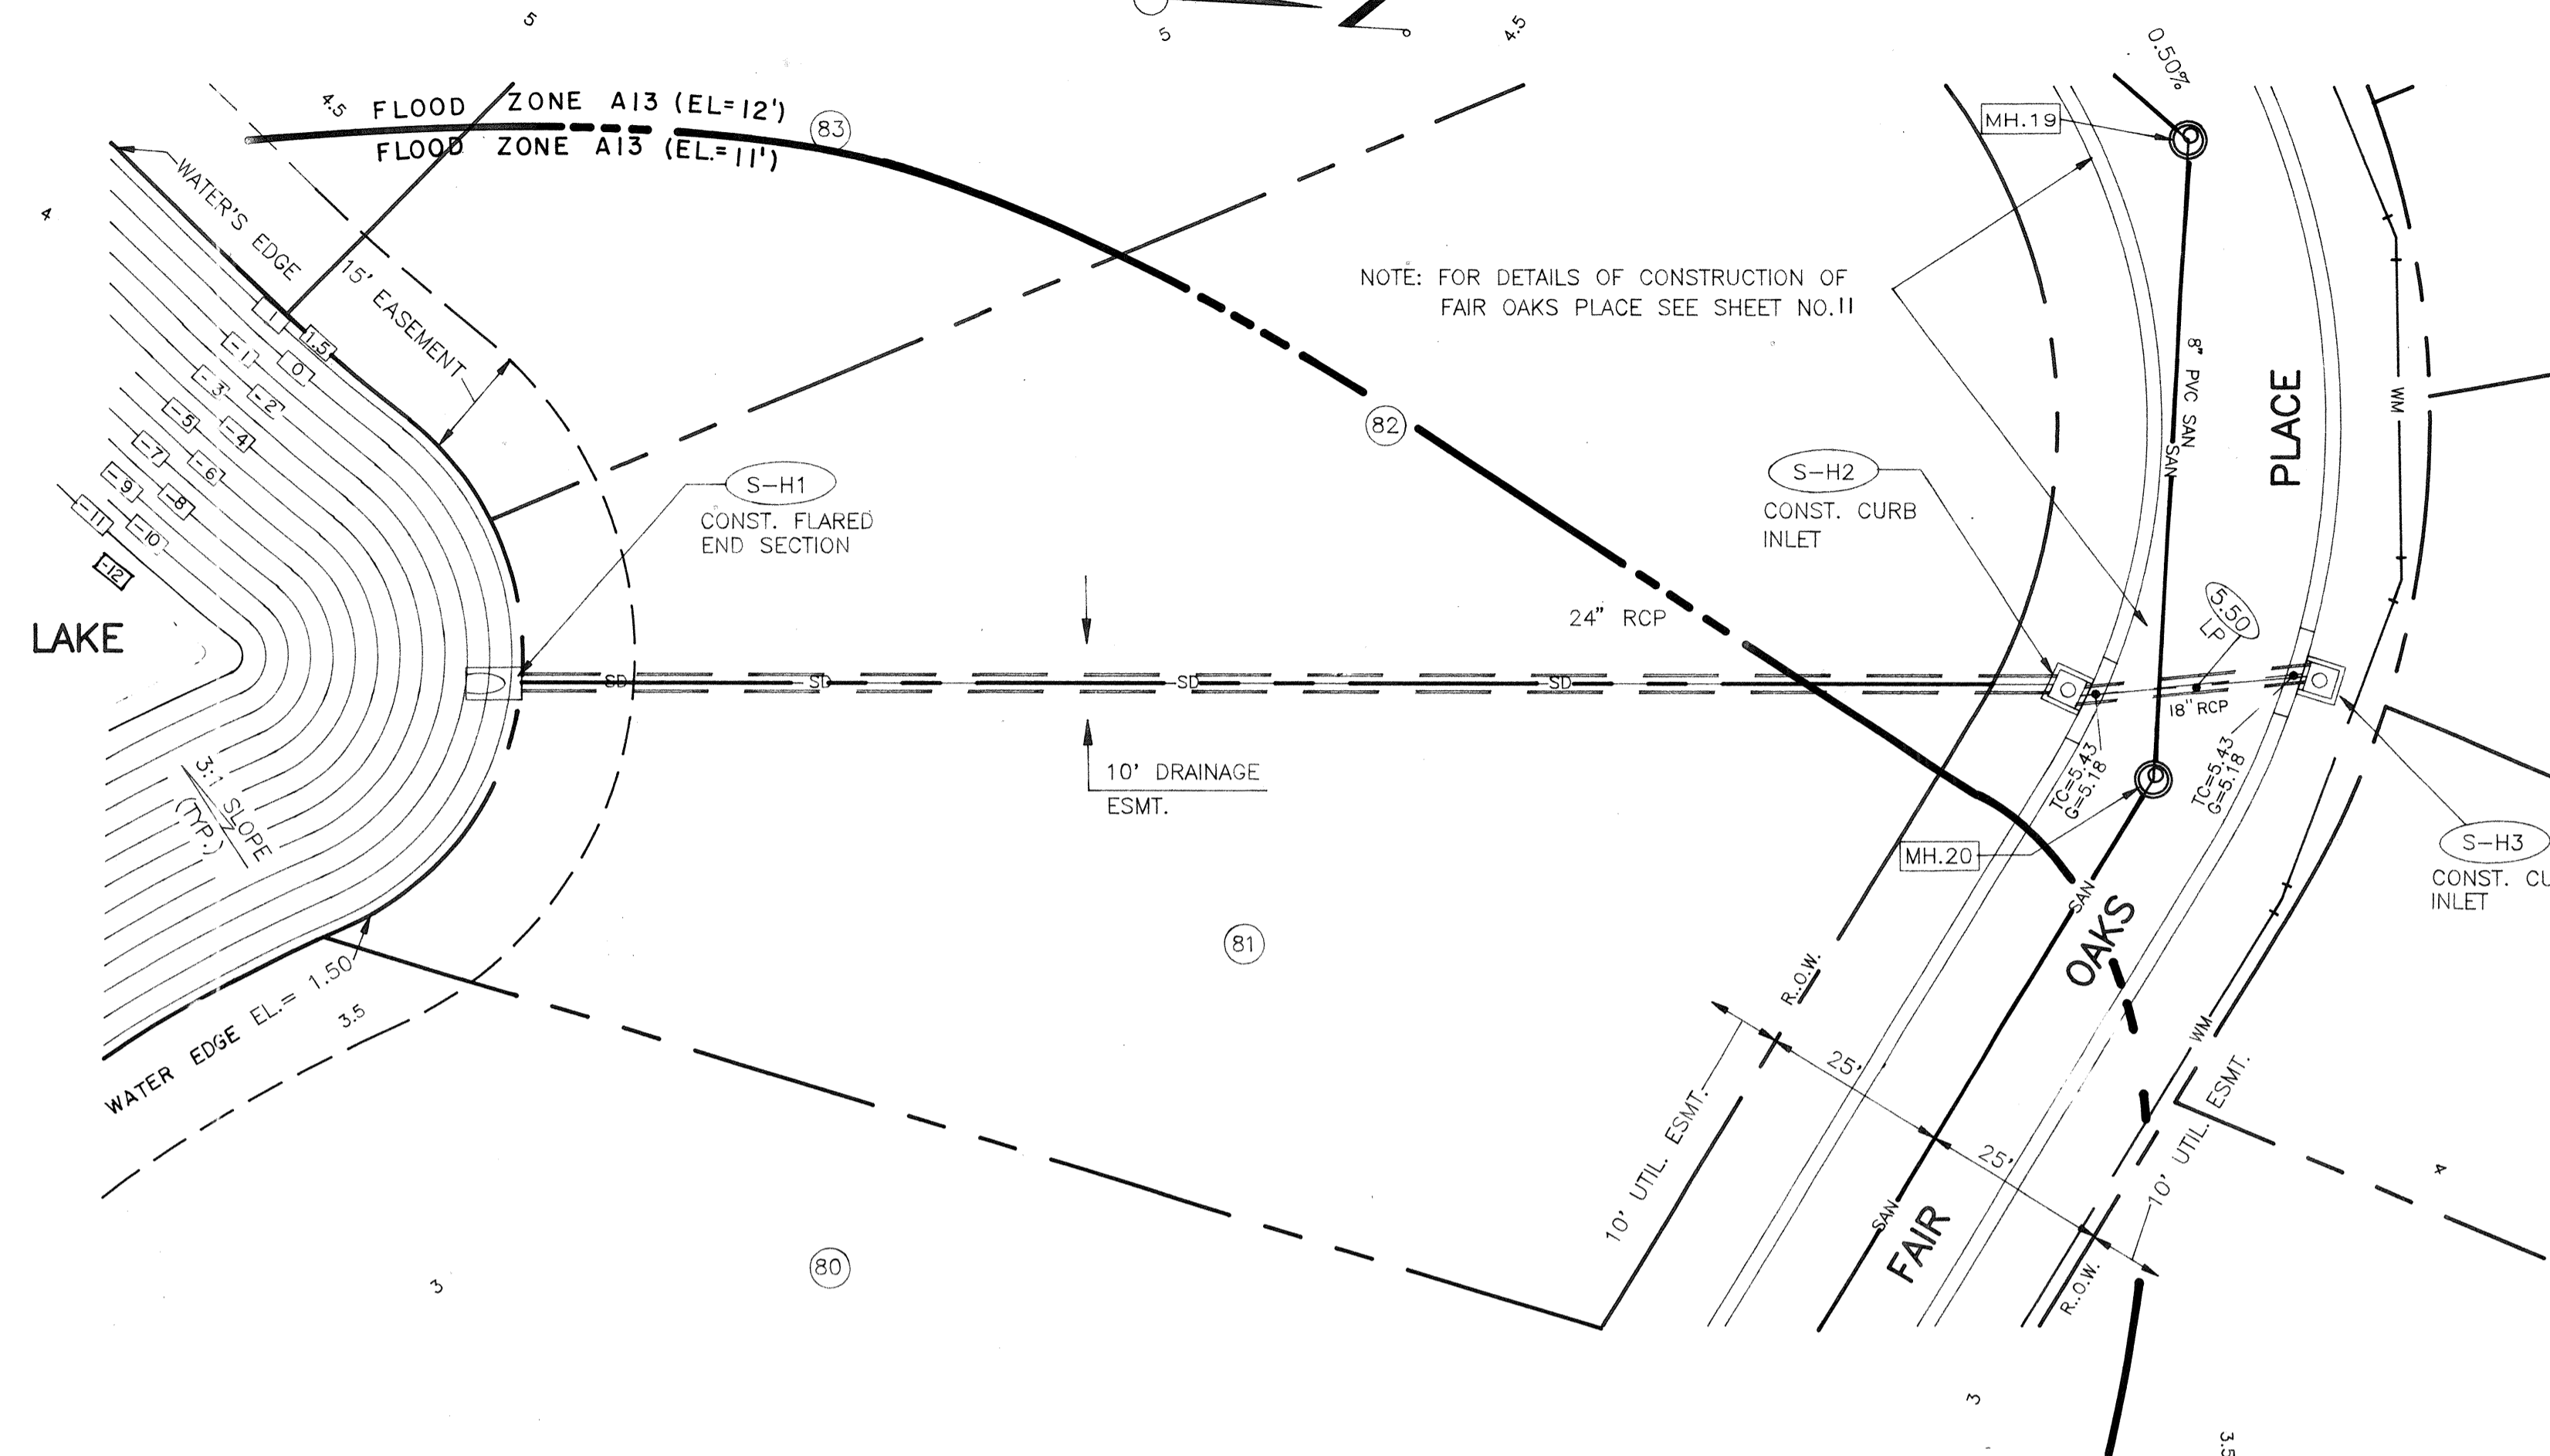 5
5
4.5
0.50%
4.5
FLOOD ZONE A13 (EL=12')
83
FLOOD ZONE A13 (EL.=11')
MH.19
WATER'S EDGE
4
15' EASEMENT
NOTE: FOR DETAILS OF CONSTRUCTION OF
FAIR OAKS PLACE SEE SHEET NO.11
1
1.5
-1
0
-3
-2
-5
-4
-7
-6
-9
-8
-11
-10
-12
8" PVC SAN
SAN
PLACE
WM
82
S-H1
CONST. FLARED
END SECTION
S-H2
CONST. CURB
INLET
24" RCP
5.50
LP
LAKE
SD
SD
SD
SD
18" RCP
TC=5.43
G=5.18
TC=5.43
G=5.18
10' DRAINAGE
ESMT.
3:1 SLOPE
(TYP.)
MH.20
S-H3
CONST. CU
INLET
SAN
OAKS
81
WATER EDGE EL.= 1.50
3.5
R.O.W.
25'
25'
WM
10' UTIL. ESMT.
10' UTIL. ESMT.
SAN
FAIR
R.O.W.
4
80
3
3
3.5